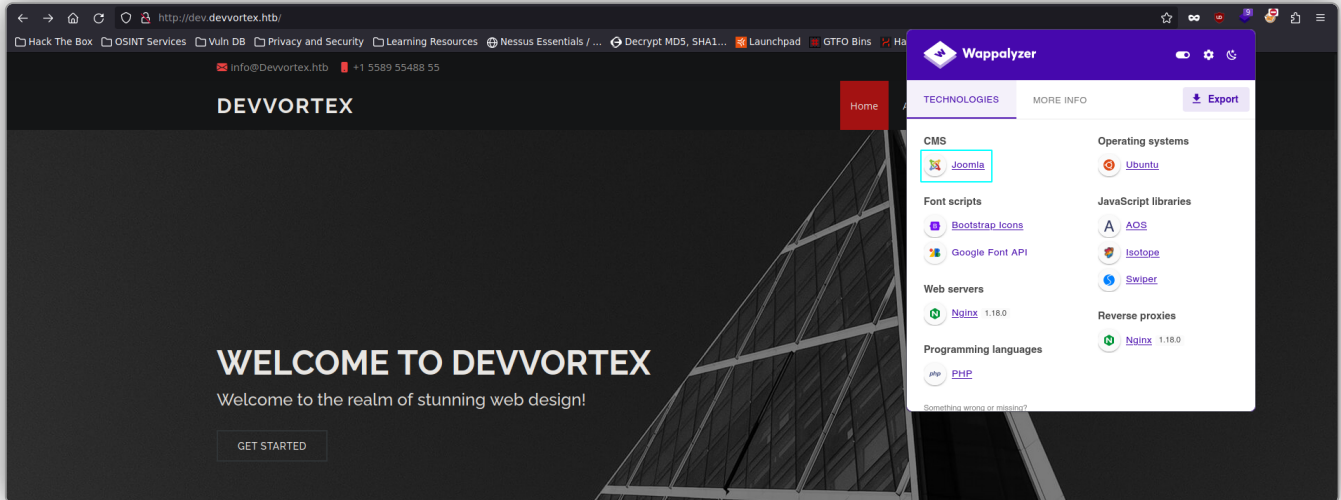 http://dev.devvortex.htb/
9
Hack The Box OSINT Services Vuln DB Privacy and Security Learning Resources Nessus Essentials / ... Decrypt MD5, SHA1... Launchpad GTFO Bins Ha
info@Devvortex.htb +1 5589 55488 55
DEVVORTEX
Home
Wappalyzer
TECHNOLOGIES MORE INFO Export
CMS
Joomla
Font scripts
Bootstrap Icons
Google Font API
Web servers
Nginx 1.18.0
Programming languages
php PHP
Operating systems
Ubuntu
JavaScript libraries
A AOS
Isotope
Swiper
Reverse proxies
Nginx 1.18.0
Something wrong or missing?
WELCOME TO DEVVORTEX
Welcome to the realm of stunning web design!
GET STARTED